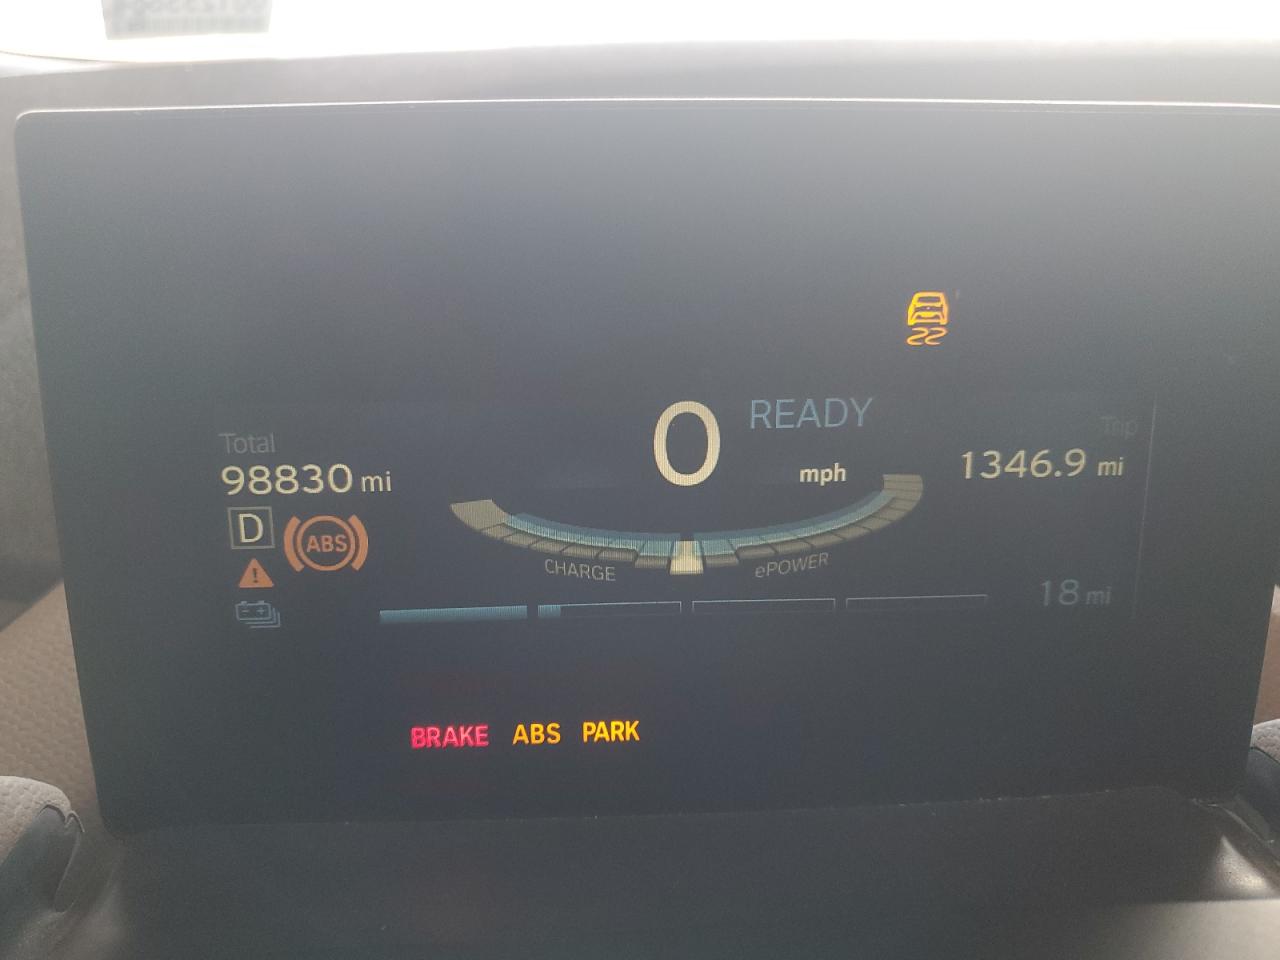 READY
0
mph
Total
98830 mi
Trip
1346.9 mi
D
ABS
CHARGE
ePOWER
18 mi
BRAKE ABS PARK